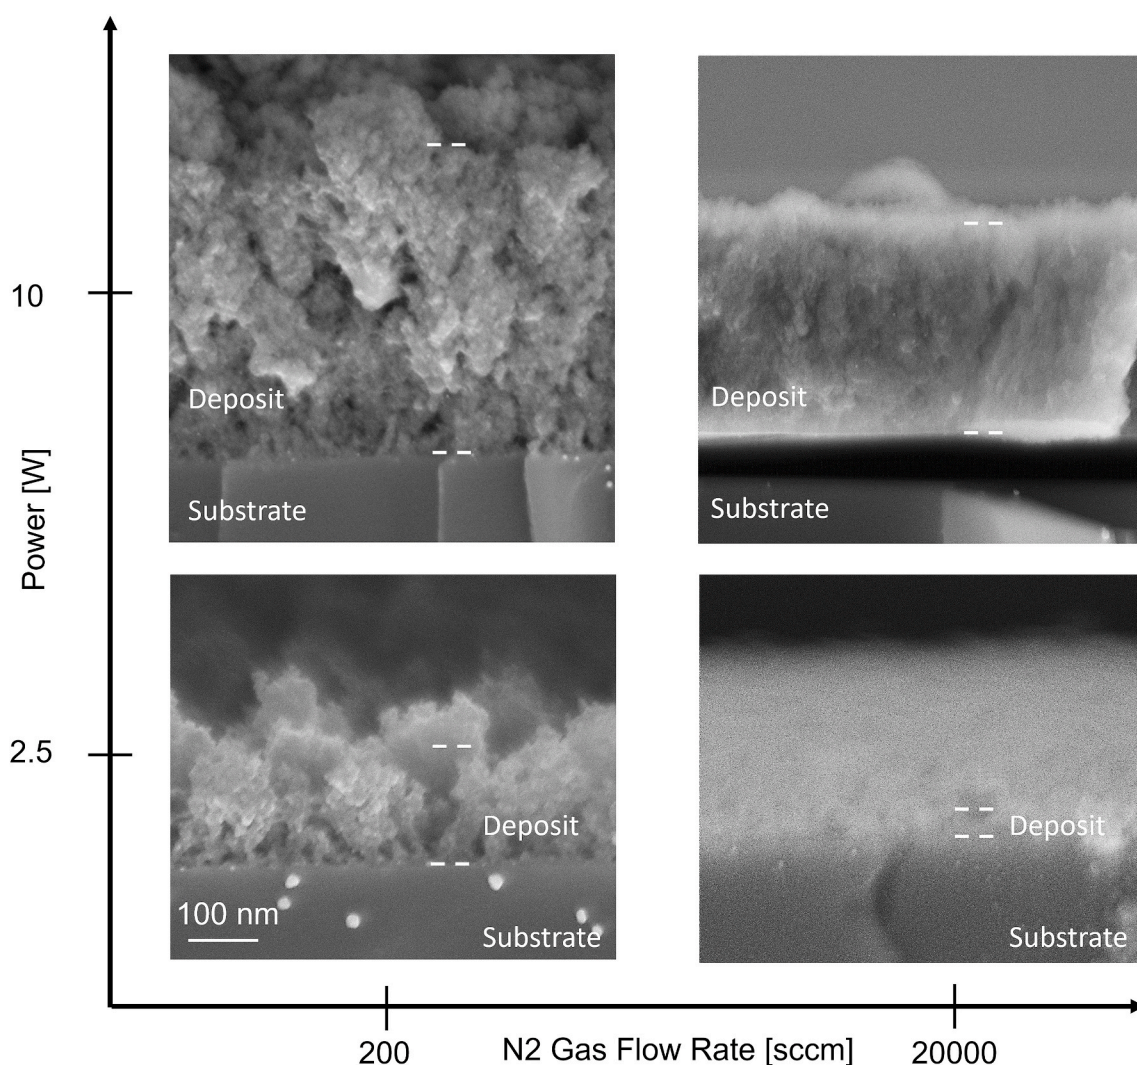 Deposit
Substrate
Deposit
Substrate
10
Power [W]
2.5
Deposit
100 nm
Substrate
Deposit
Substrate
200
N2 Gas Flow Rate [sccm]
20000